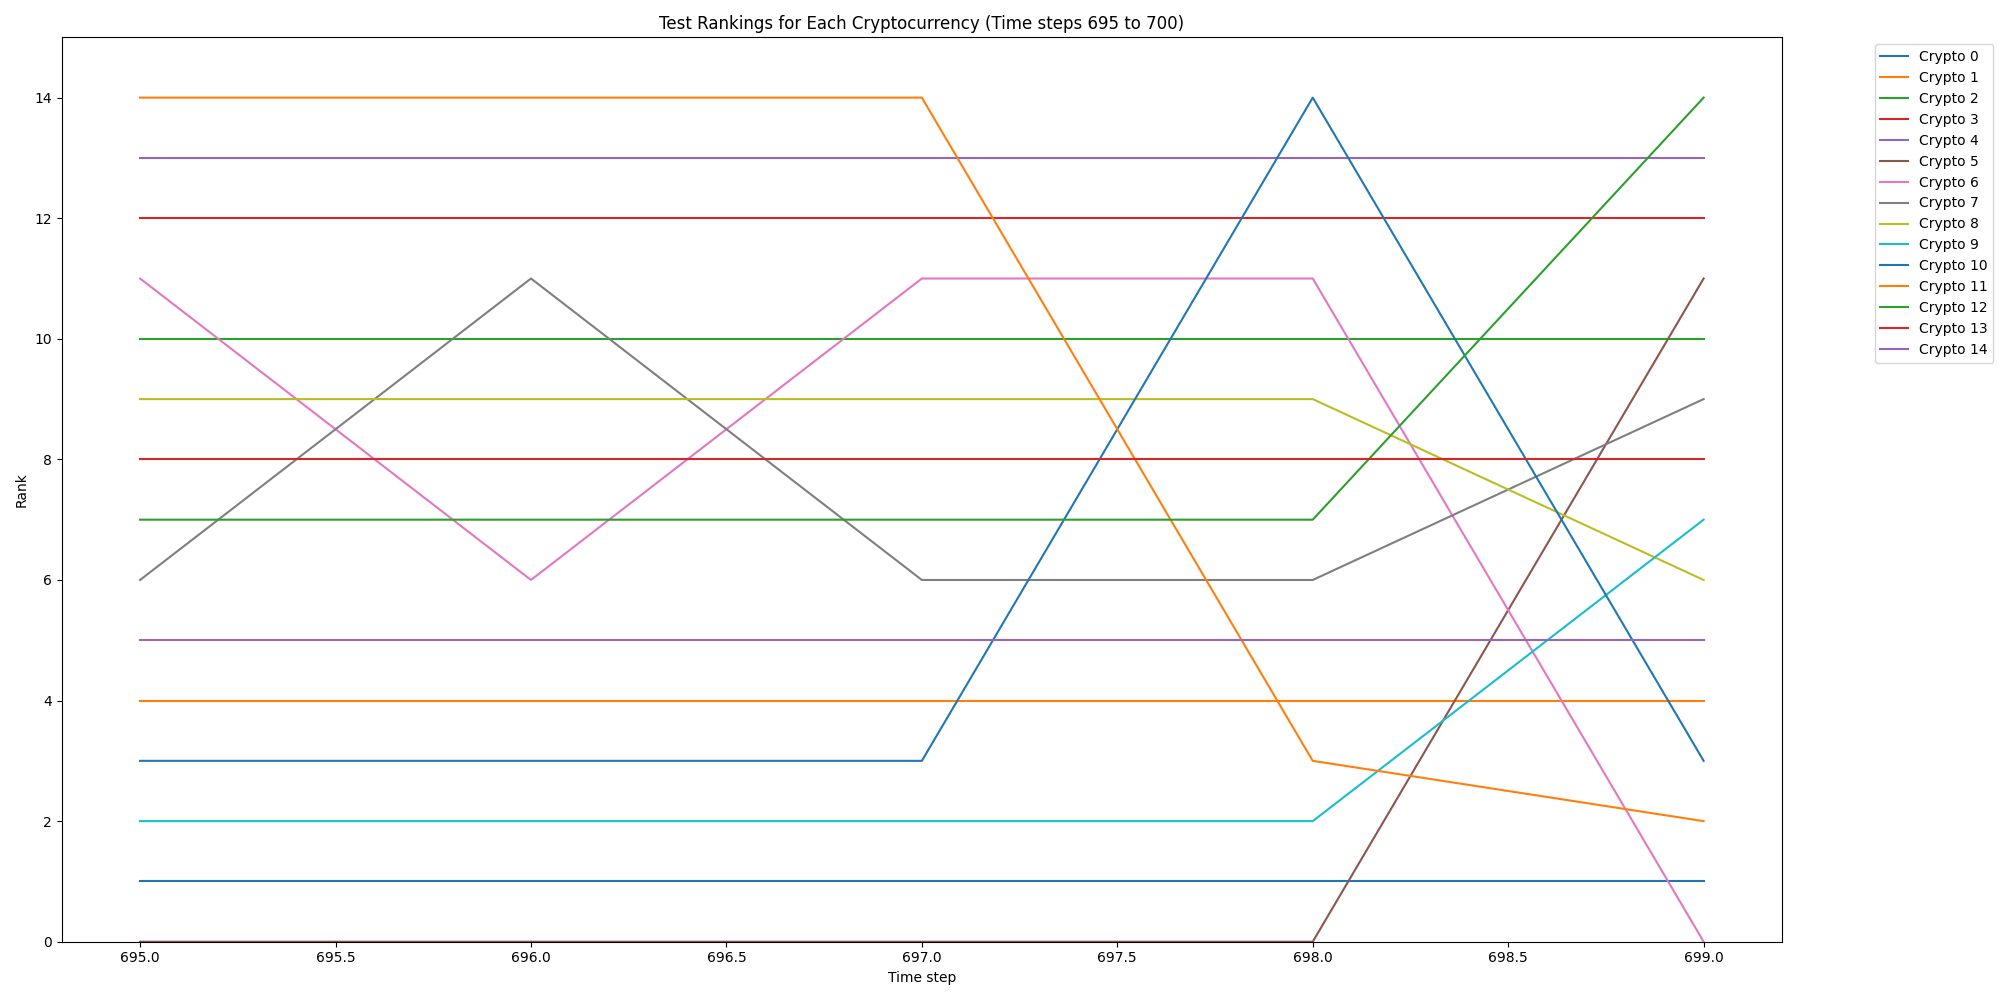 Test Rankings for Each Cryptocurrency (Time steps 695 to 700)
14
12
10
8
6
4
2
0
Rank
695.0 695.5 696.0 696.5 697.0 697.5 698.0 698.5 699.0
Time step
Crypto 0
Crypto 1
Crypto 2
Crypto 3
Crypto 4
Crypto 5
Crypto 6
Crypto 7
Crypto 8
Crypto 9
Crypto 10
Crypto 11
Crypto 12
Crypto 13
Crypto 14